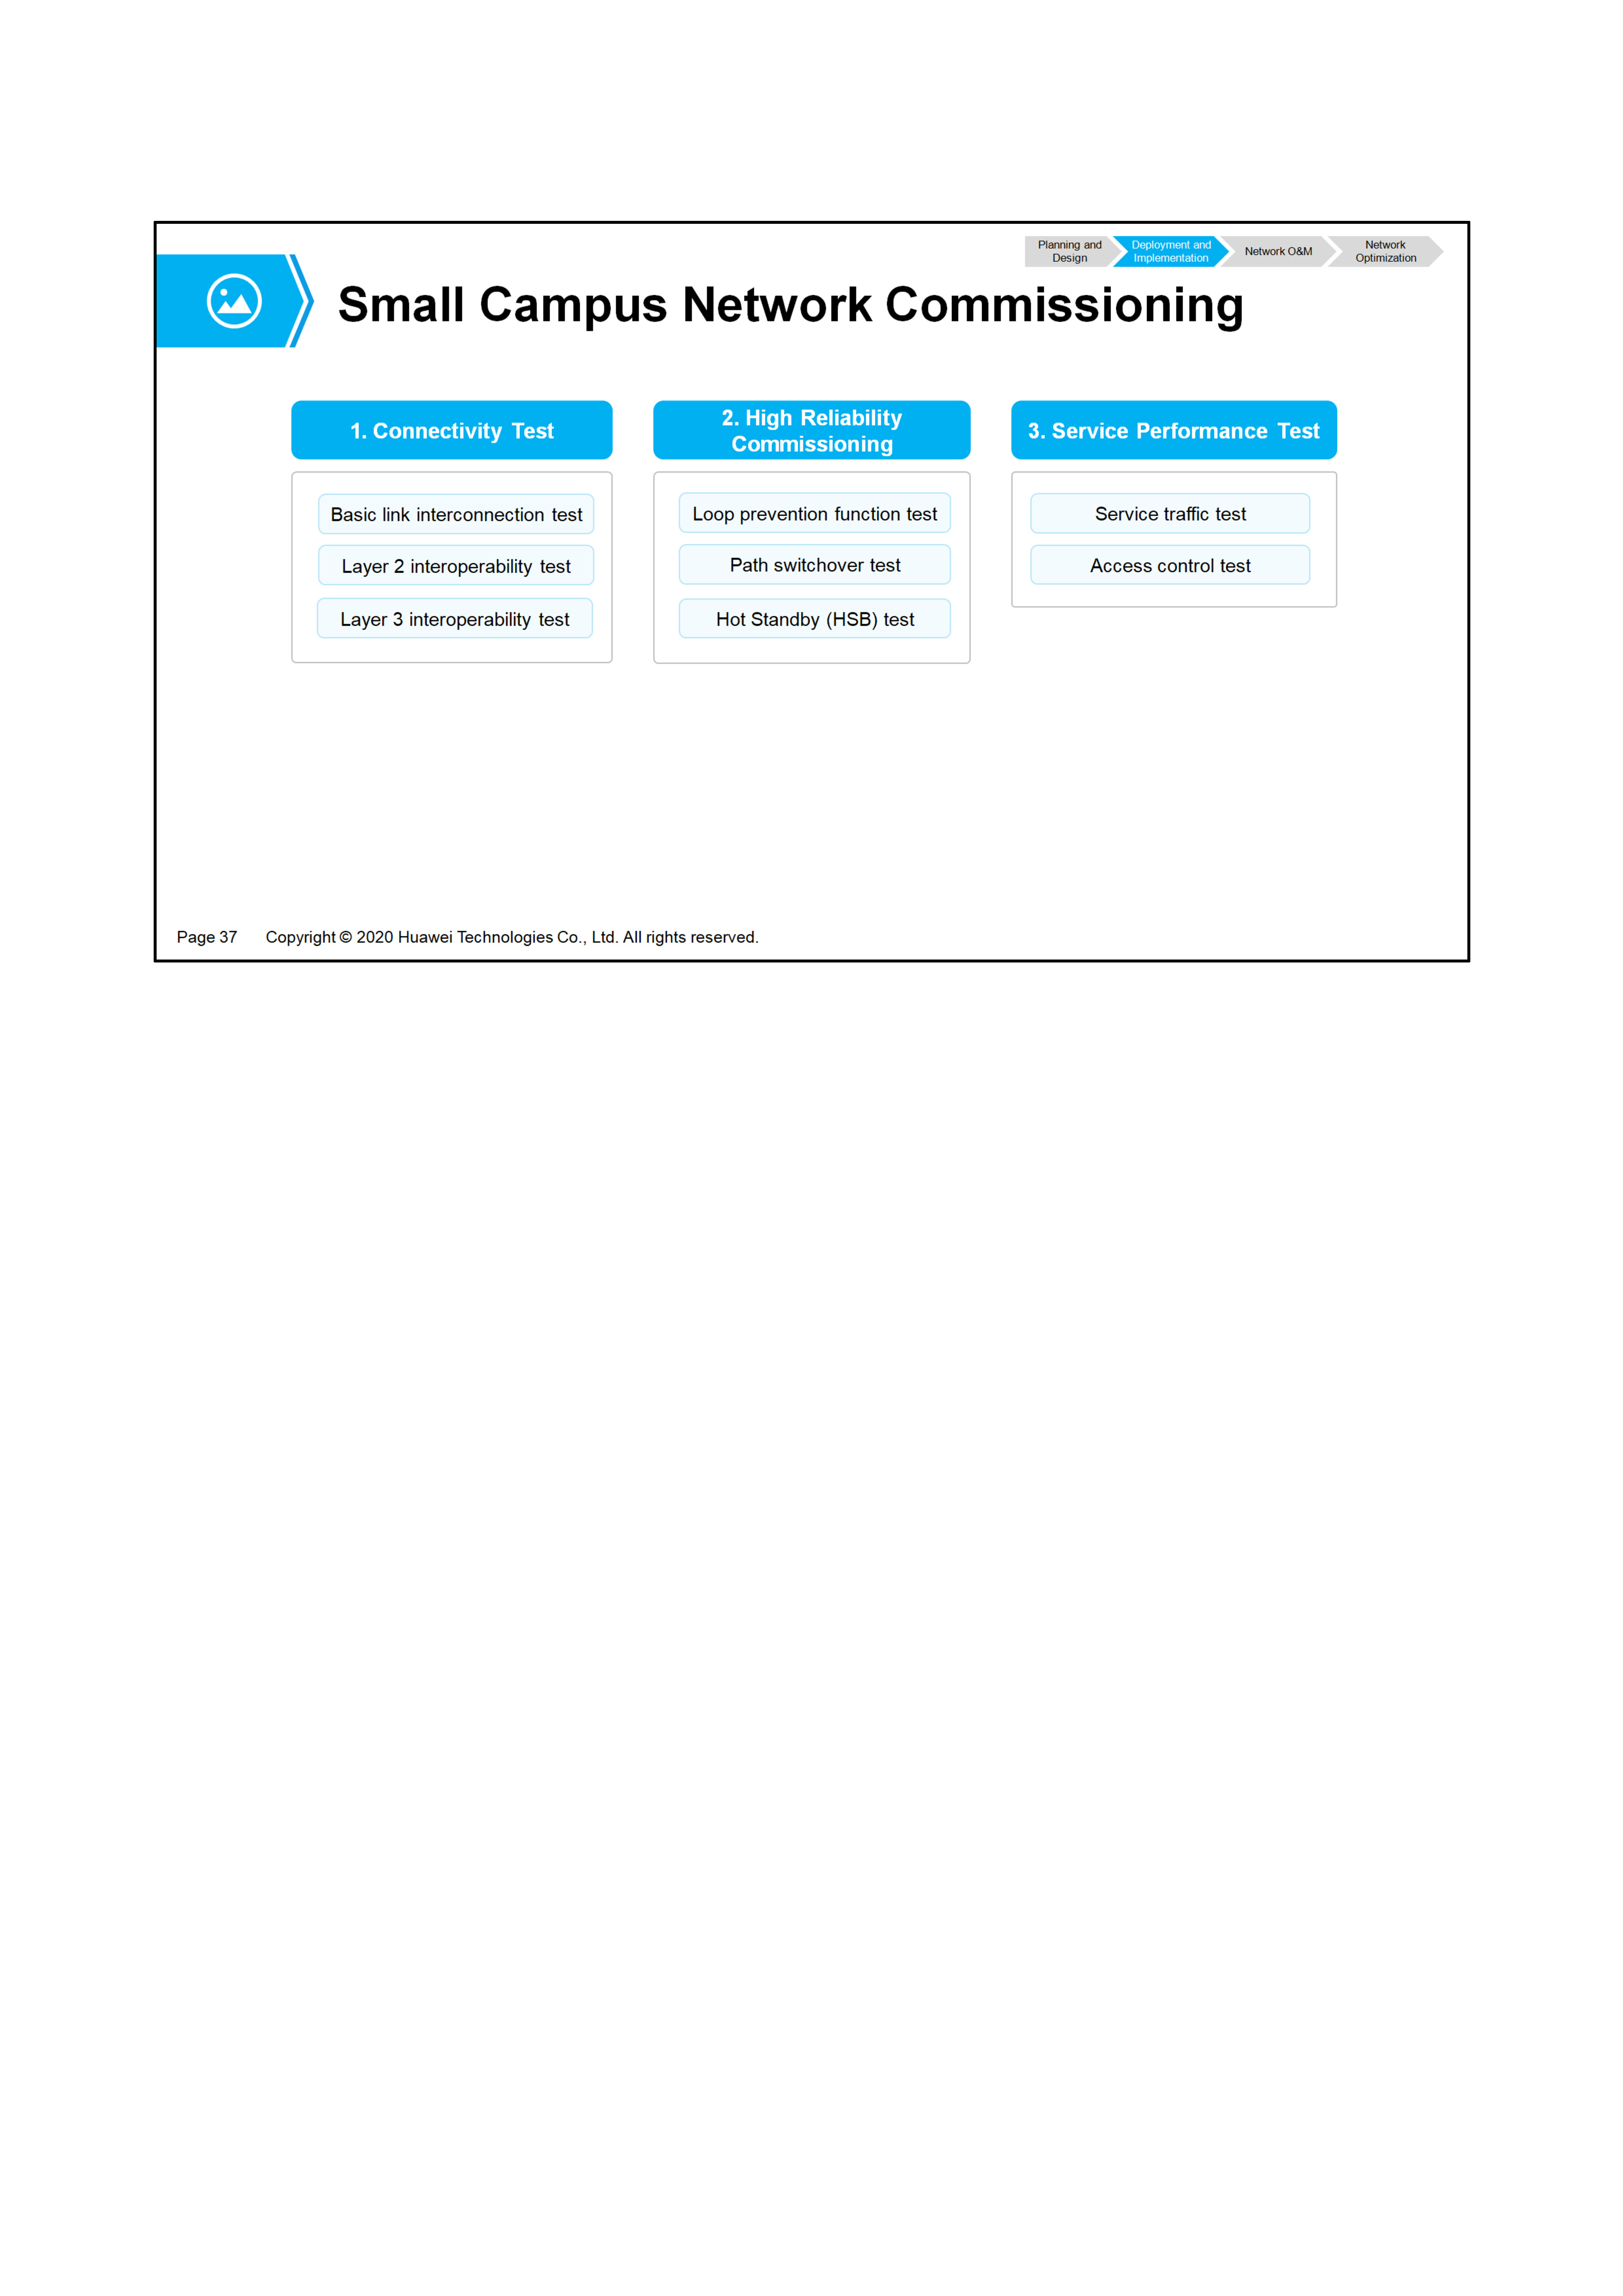 Planning and
Design
Deployment and
Implementation
Network O&M
Network
Optimization
Small Campus Network Commissioning
1. Connectivity Test
Basic link interconnection test
Layer 2 interoperability test
Layer 3 interoperability test
2. High Reliability
Commissioning
Loop prevention function test
Path switchover test
Hot Standby (HSB) test
3. Service Performance Test
Service traffic test
Access control test
Page 37 Copyright © 2020 Huawei Technologies Co., Ltd. All rights reserved.